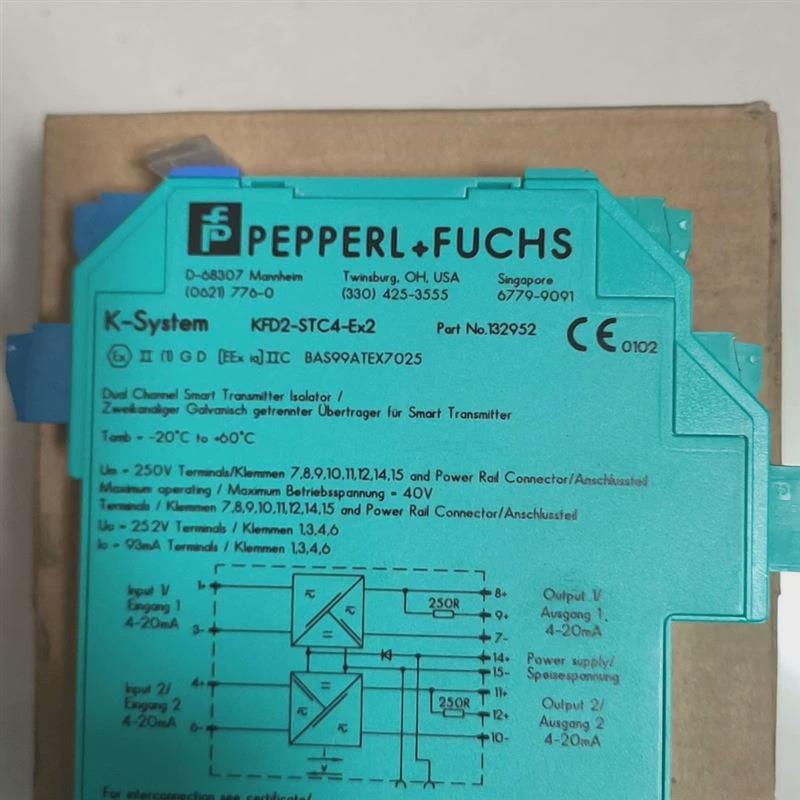 PEPPERL+FUCHS
D-68307 Mannheim Twinsburg, OH, USA Singapore
(0621) 776-0 (330) 425-3555 6779-9091
K-System KFD2-STC4-Ex2 Part No.132952 CE 0102
Ex II (1) G D [EEx ia] IIC BAS99ATEX7025
Dual Channel Smart Transmitter Isolator /
Zweikanaliger Galvanisch getrennter Übertrager für Smart Transmitter
Tamb = -20°C to +60°C
Um = 250V Terminals/Klemmen 7,8,9,10,11,12,14,15 and Power Rail Connector/Anschlussteil
Maximum operating / Maximum Betriebsspannung = 40V
Terminals / Klemmen 7,8,9,10,11,12,14,15 and Power Rail Connector/Anschlussteil
Uo = 25.2V Terminals / Klemmen 1,3,4,6
Io = 93mA Terminals / Klemmen 1,3,4,6
Input 1/ 1+ 8+ Output 1/
Eingang 1 250R 9+ Ausgang 1
4-20mA 3- 7- 4-20mA
14+ Power supply/
15- Speisespannung
Input 2/ 4+ 11+ Output 2/
Eingang 2 250R 12+ Ausgang 2
4-20mA 6- 10- 4-20mA
For interconnection see certificate/